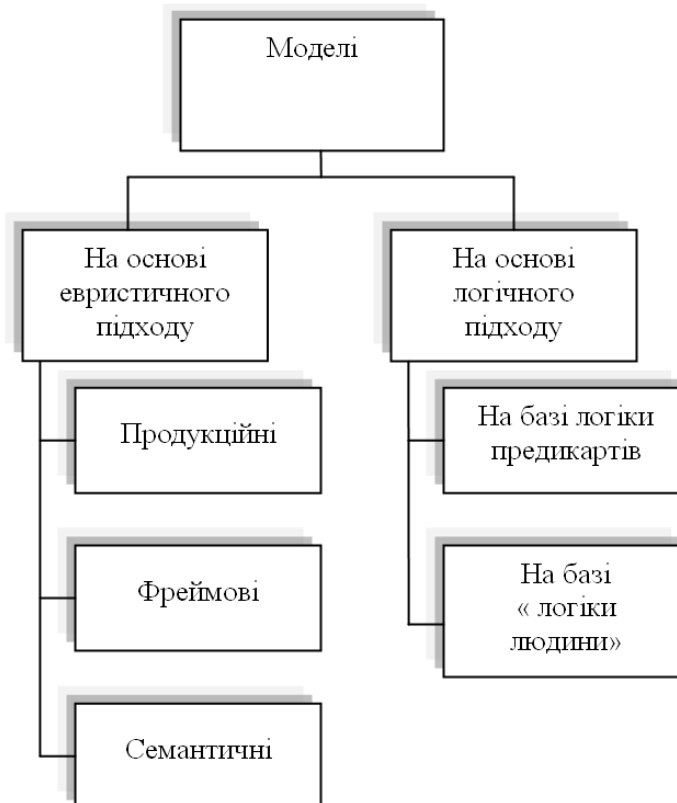 Моделі
На основі
евристичного
підходу
На основі
логічного
підходу
Продукційні
На базі логіки
предикартів
Фреймові
На базі
« логіки
людини»
Семантичні